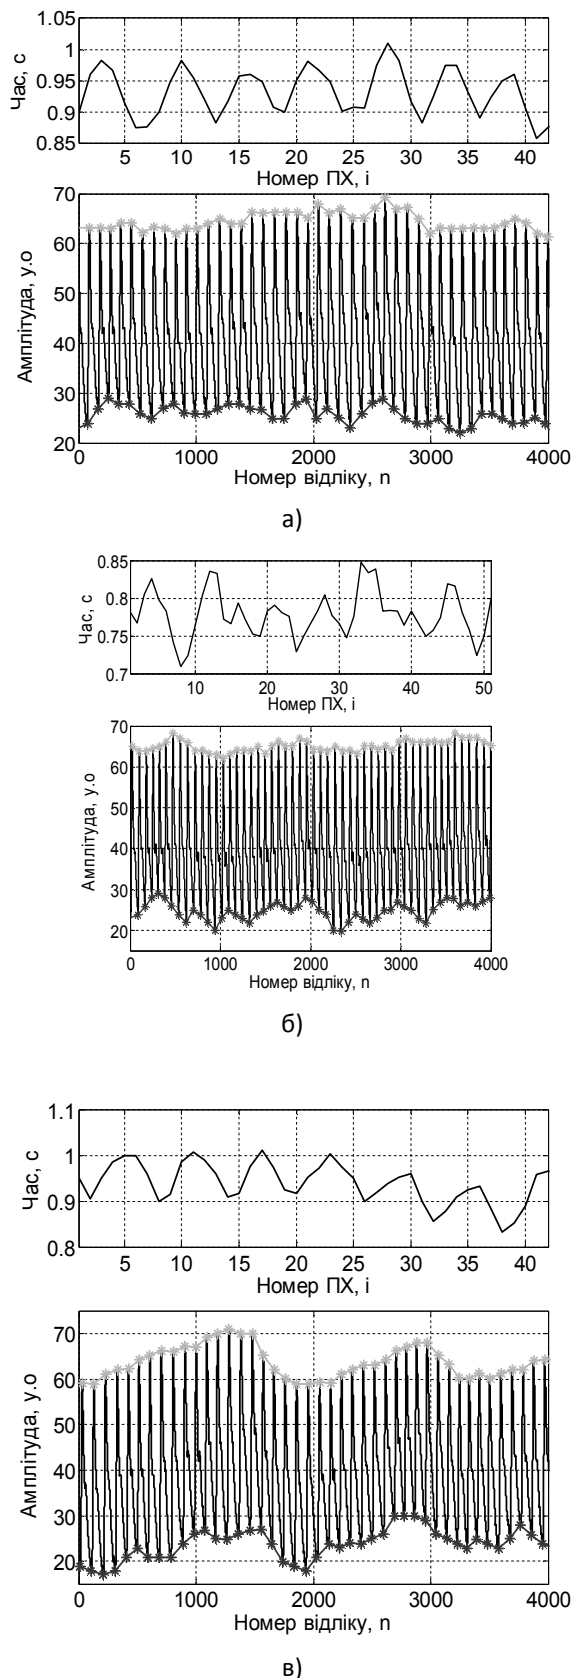 1.05
1
0.95
0.9
0.85
Час, с
5 10 15 20 25 30 35 40
Номер ПХ, і
70
60
50
40
30
20
Амплітуда, у.о
0 1000 2000 3000 4000
Номер відліку, n
а)
0.85
0.8
0.75
0.7
Час, с
10 20 30 40 50
Номер ПХ, і
70
60
50
40
30
20
Амплітуда, у.о
0 1000 2000 3000 4000
Номер відліку, n
б)
1.1
1
0.9
0.8
Час, с
5 10 15 20 25 30 35 40
Номер ПХ, і
70
60
50
40
30
20
Амплітуда, у.о
0 1000 2000 3000 4000
Номер відліку, n
в)